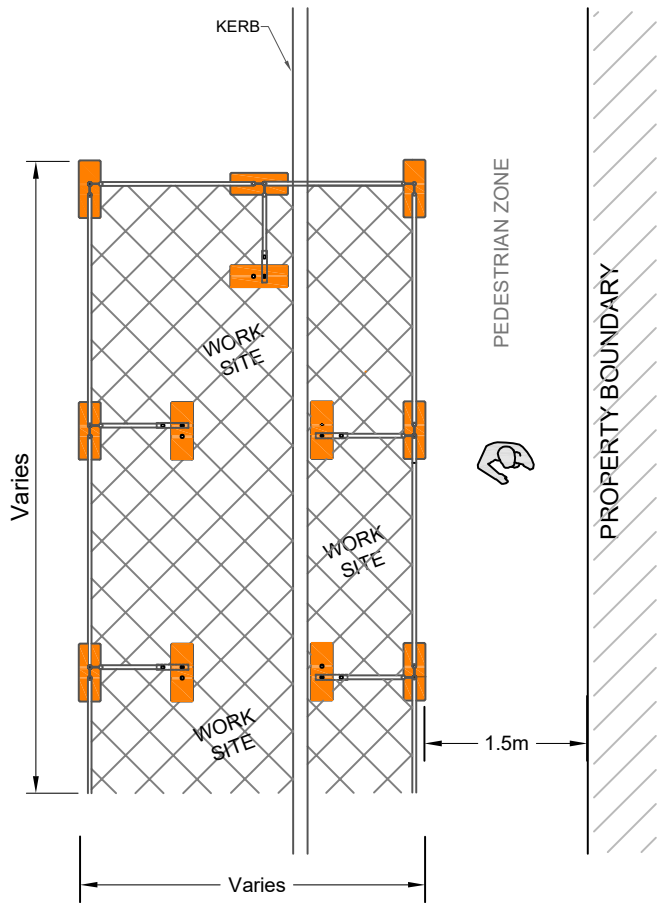 KERB
PEDESTRIAN ZONE
PROPERTY BOUNDARY
WORK
SITE
Varies
WORK
SITE
WORK
SITE
1.5m
Varies